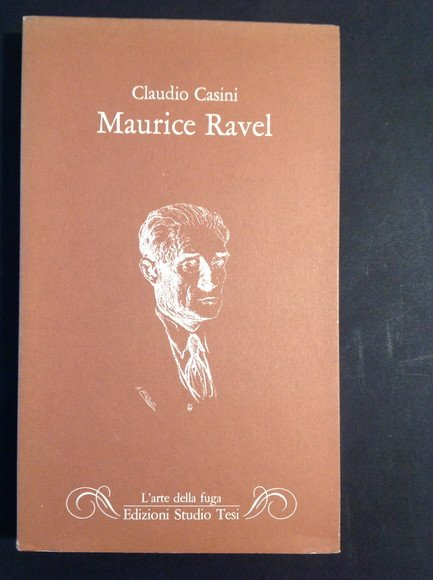 Claudio Casini
Maurice Ravel
L'arte della fuga
Edizioni Studio Tesi